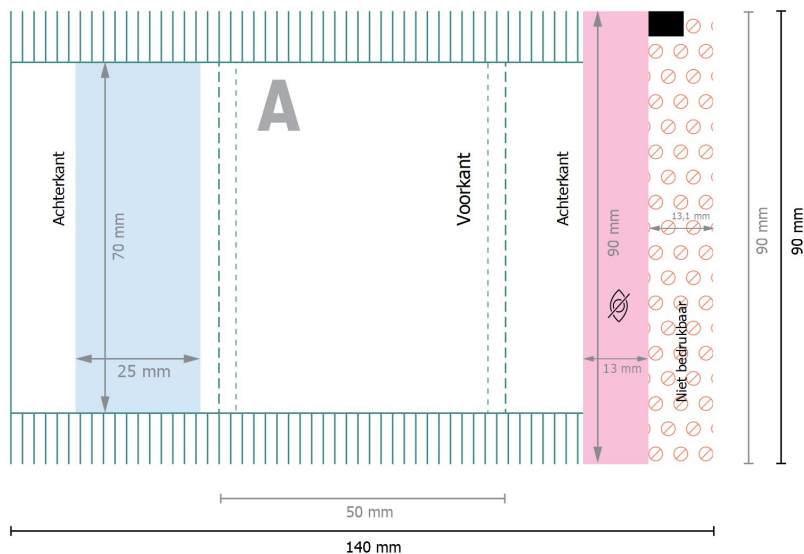 A
Achterkant
70 mm
25 mm
Voorkant
Achterkant
90 mm
13 mm
13,1 mm
Niet bedrukbaar
90 mm
90 mm
50 mm
140 mm